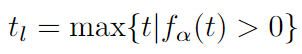 t_l = max{t|f_α(t) > 0}